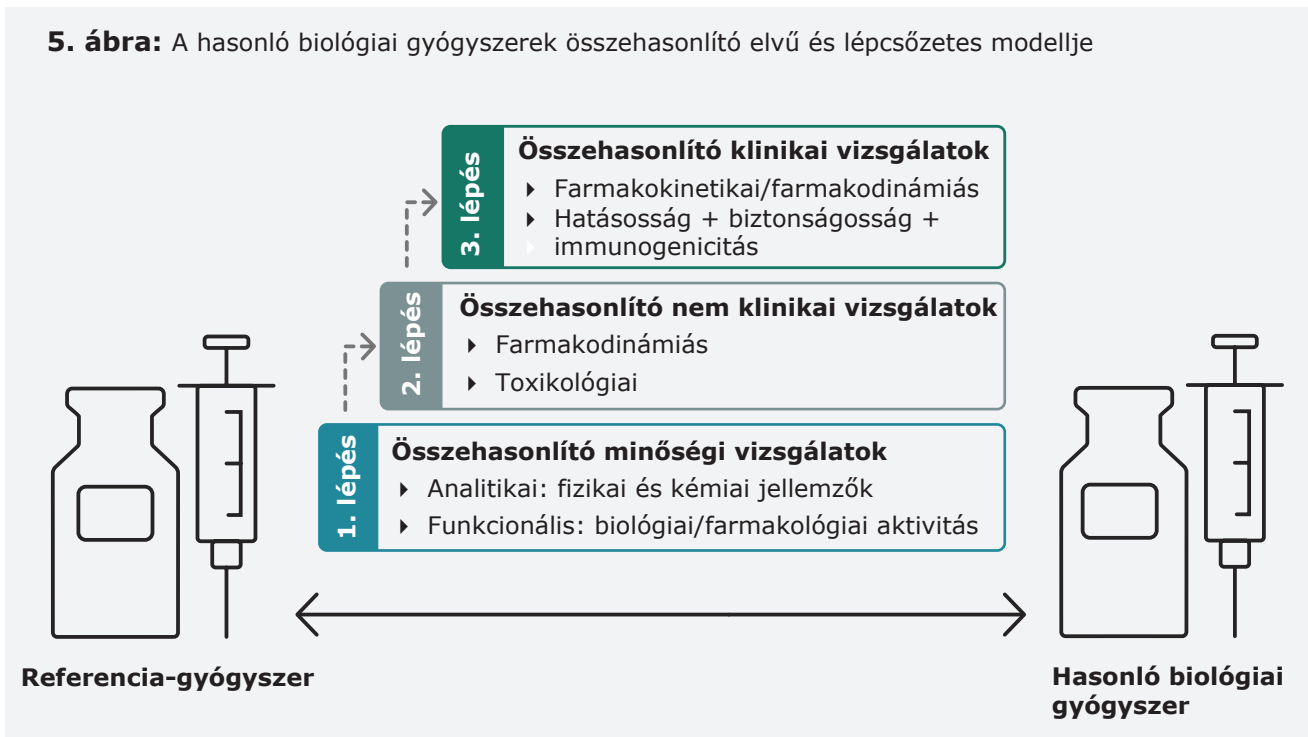 5. ábra: A hasonló biológiai gyógyszerek összehasonlító elvű és lépcsőzetes modellje
3. lépés
Összehasonlító klinikai vizsgálatok
Farmakokinetikai/farmakodinámiás
Hatásosság + biztonságosság +
immunogenicitás
2. lépés
Összehasonlító nem klinikai vizsgálatok
Farmakodinámiás
Toxikológiai
1. lépés
Összehasonlító minőségi vizsgálatok
Analitikai: fizikai és kémiai jellemzők
Funkcionális: biológiai/farmakológiai aktivitás
Referencia-gyógyszer
Hasonló biológiai
gyógyszer